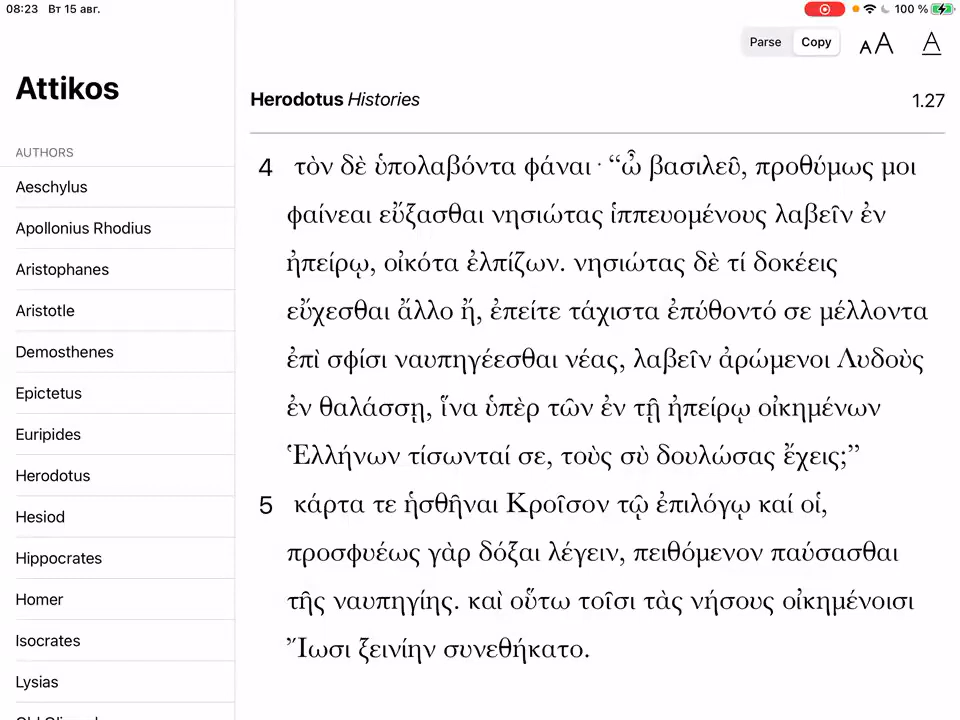 08:23 Вт 15 авг. 100 %
Parse Copy AA A
Attikos
Herodotus Histories 1.27
AUTHORS
Aeschylus
Apollonius Rhodius
Aristophanes
Aristotle
Demosthenes
Epictetus
Euripides
Herodotus
Hesiod
Hippocrates
Homer
Isocrates
Lysias
4 τὸν δὲ ὑπολαβόντα φάναι · “ὦ βασιλεῦ, προθύμως μοι
φαίνεαι εὔξασθαι νησιώτας ἱππευομένους λαβεῖν ἐν
ἠπείρῳ, οἰκότα ἐλπίζων. νησιώτας δὲ τί δοκέεις
εὔχεσθαι ἄλλο ἤ, ἐπείτε τάχιστα ἐπύθοντό σε μέλλοντα
ἐπὶ σφίσι ναυπηγέεσθαι νέας, λαβεῖν ἀρώμενοι Λυδοὺς
ἐν θαλάσσῃ, ἵνα ὑπὲρ τῶν ἐν τῇ ἠπείρῳ οἰκημένων
Ἑλλήνων τίσωνταί σε, τοὺς σὺ δουλώσας ἔχεις;”
5 κάρτα τε ἡσθῆναι Κροῖσον τῷ ἐπιλόγῳ καί οἱ,
προσφυέως γὰρ δόξαι λέγειν, πειθόμενον παύσασθαι
τῆς ναυπηγίης. καὶ οὕτω τοῖσι τὰς νήσους οἰκημένοισι
Ἴωσι ξεινίην συνεθήκατο.